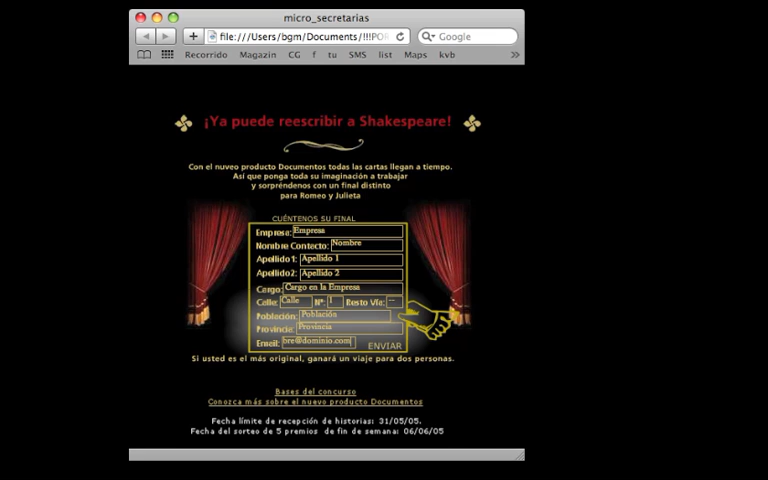 micro_secretarias
file:///Users/bgm/Documents/!!!POR
Google
Recorrido Magazin CG f tu SMS list Maps kvb
¡Ya puede reescribir a Shakespeare!
Con el nuveo producto Documentos todas las cartas llegan a tiempo.
Así que ponga toda su imaginación a trabajar
y sorpréndenos con un final distinto
para Romeo y Julieta
CUÉNTENOS SU FINAL
Empresa: Empresa
Nombre Contacto: Nombre
Apellido1: Apellido 1
Apellido2: Apellido 2
Cargo: Cargo en la Empresa
Calle: Calle Nº: 1 Resto Vía: ---
Población: Población
Provincia: Provincia
Email: bre@dominio.com
ENVIAR
Si usted es el más original, ganará un viaje para dos personas.
Bases del concurso
Conozca más sobre el nuevo producto Documentos
Fecha límite de recepción de historias: 31/05/05.
Fecha del sorteo de 5 premios de fin de semana: 06/06/05